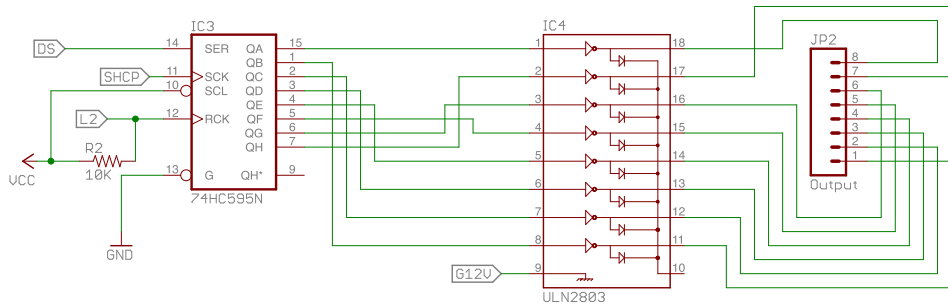 IC3
DS
14 SER QA 15
QB 1
SHCP 11 SCK QC 2
10 SCL QD 3
QE 4
L2 12 RCK QF 5
QG 6
QH 7
R2
10K
VCC
13 G QH* 9
74HC595N
GND
IC4
1 18
2 17
3 16
4 15
5 14
6 13
7 12
8 11
G12V 9 10
ULN2803
JP2
8
7
6
5
4
3
2
1
Output